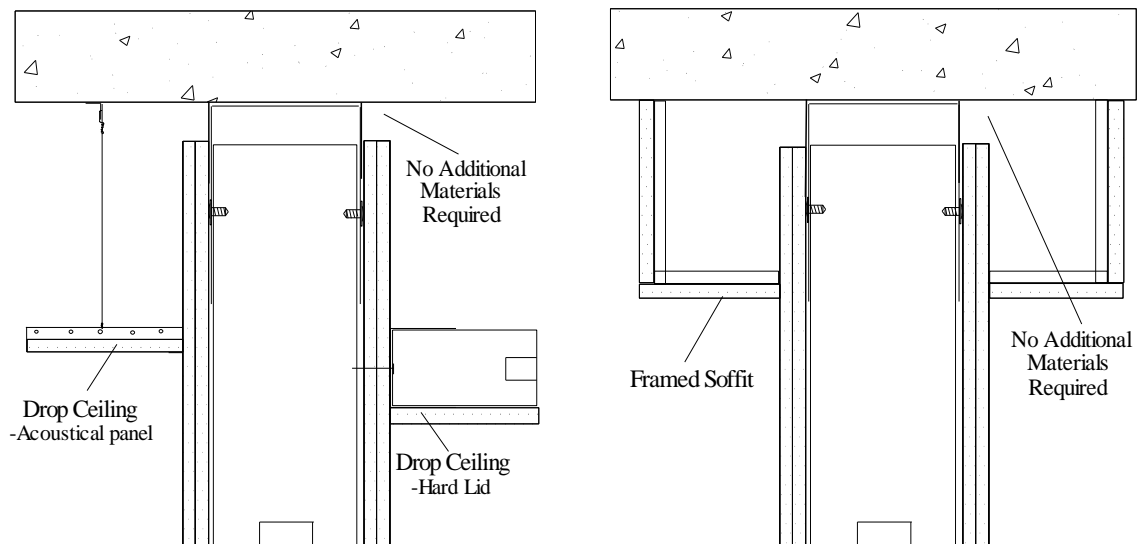 No Additional
Materials
Required
Drop Ceiling
-Acoustical panel
Drop Ceiling
-Hard Lid
Framed Soffit
No Additional
Materials
Required